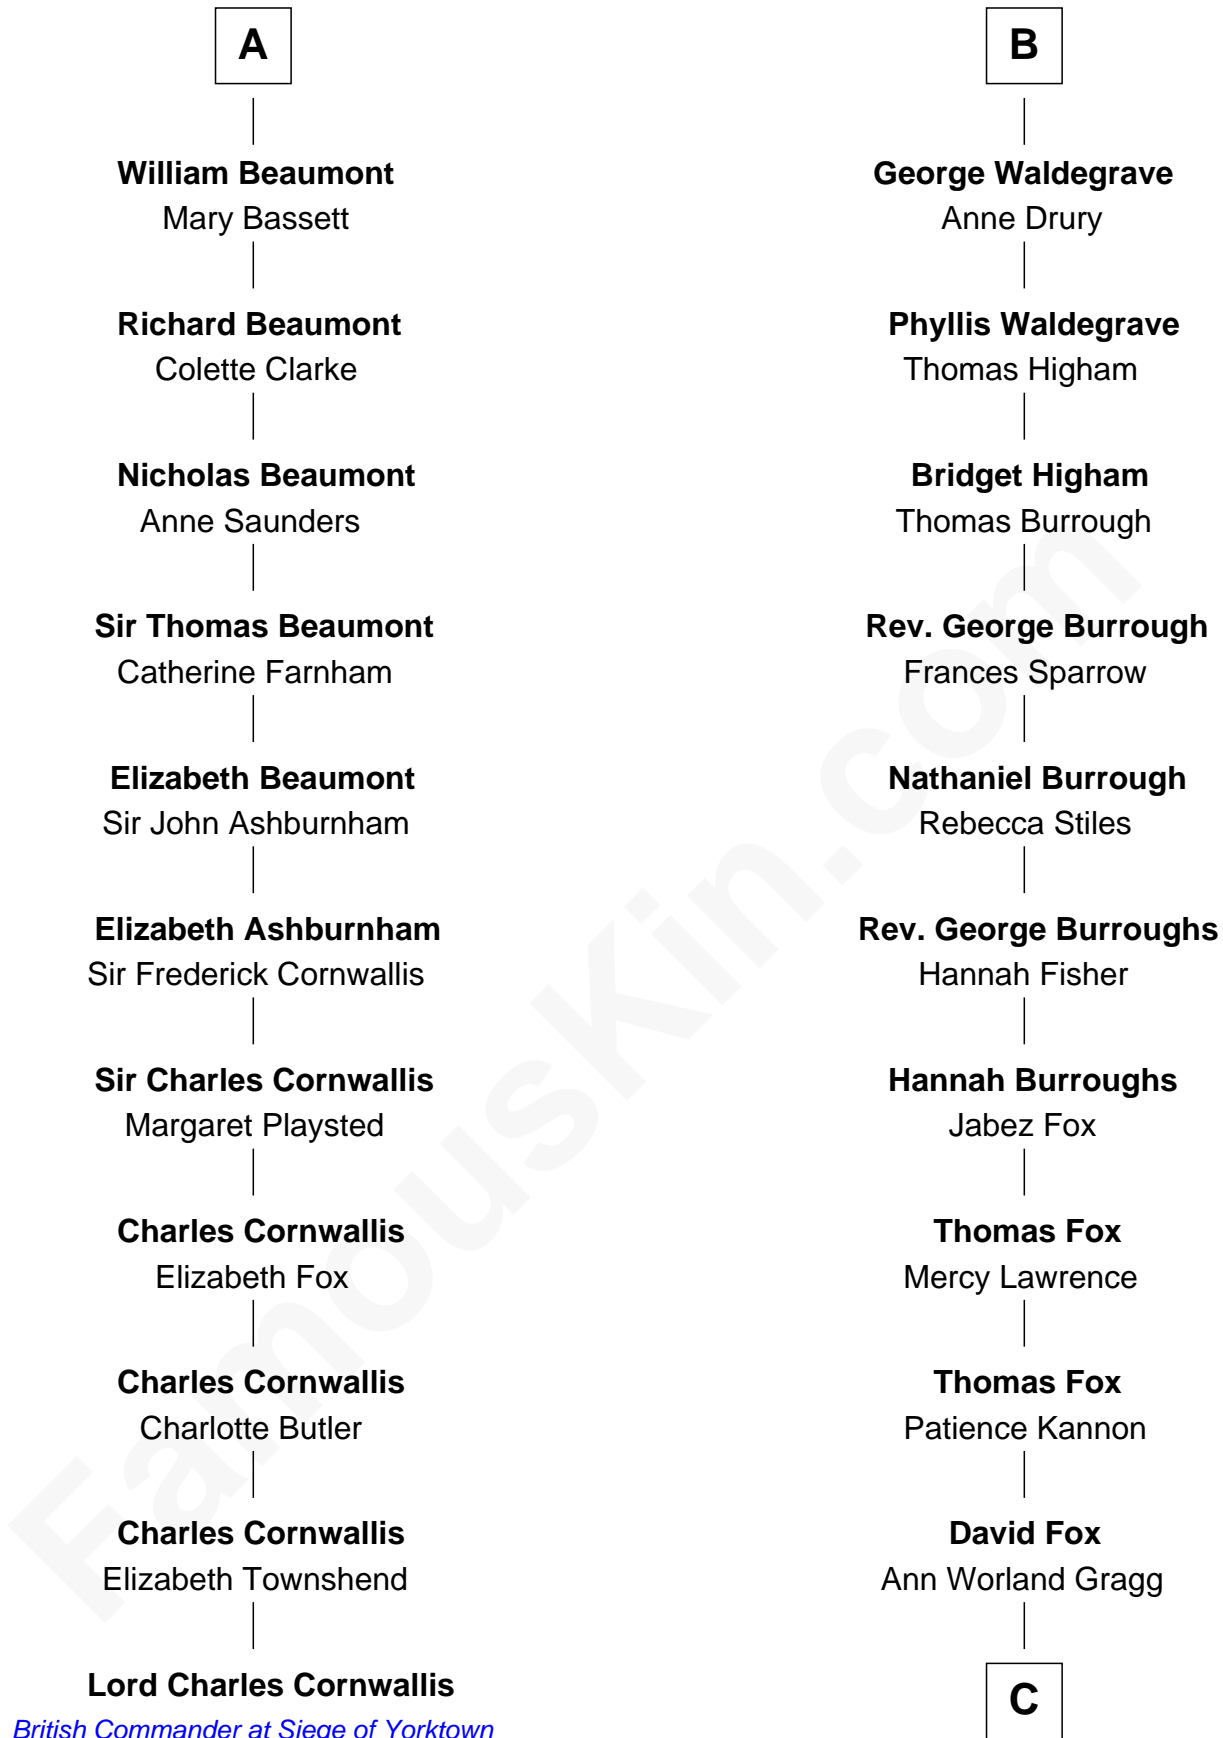 A
William Beaumont
Mary Bassett
Richard Beaumont
Colette Clarke
Nicholas Beaumont
Anne Saunders
Sir Thomas Beaumont
Catherine Farnham
Elizabeth Beaumont
Sir John Ashburnham
Elizabeth Ashburnham
Sir Frederick Cornwallis
Sir Charles Cornwallis
Margaret Playsted
Charles Cornwallis
Elizabeth Fox
Charles Cornwallis
Charlotte Butler
Charles Cornwallis
Elizabeth Townshend
Lord Charles Cornwallis
British Commander at Siege of Yorktown
B
George Waldegrave
Anne Drury
Phyllis Waldegrave
Thomas Higham
Bridget Higham
Thomas Burrough
Rev. George Burrough
Frances Sparrow
Nathaniel Burrough
Rebecca Stiles
Rev. George Burroughs
Hannah Fisher
Hannah Burroughs
Jabez Fox
Thomas Fox
Mercy Lawrence
Thomas Fox
Patience Kannon
David Fox
Ann Worland Gragg
C
FamousKin.com